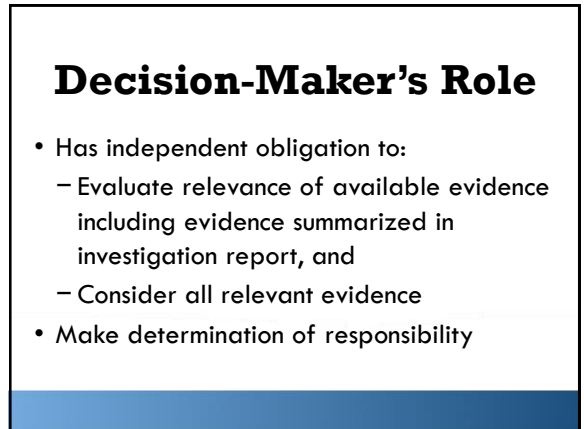 Decision-Maker’s Role
• Has independent obligation to:
– Evaluate relevance of available evidence
including evidence summarized in
investigation report, and
– Consider all relevant evidence
• Make determination of responsibility